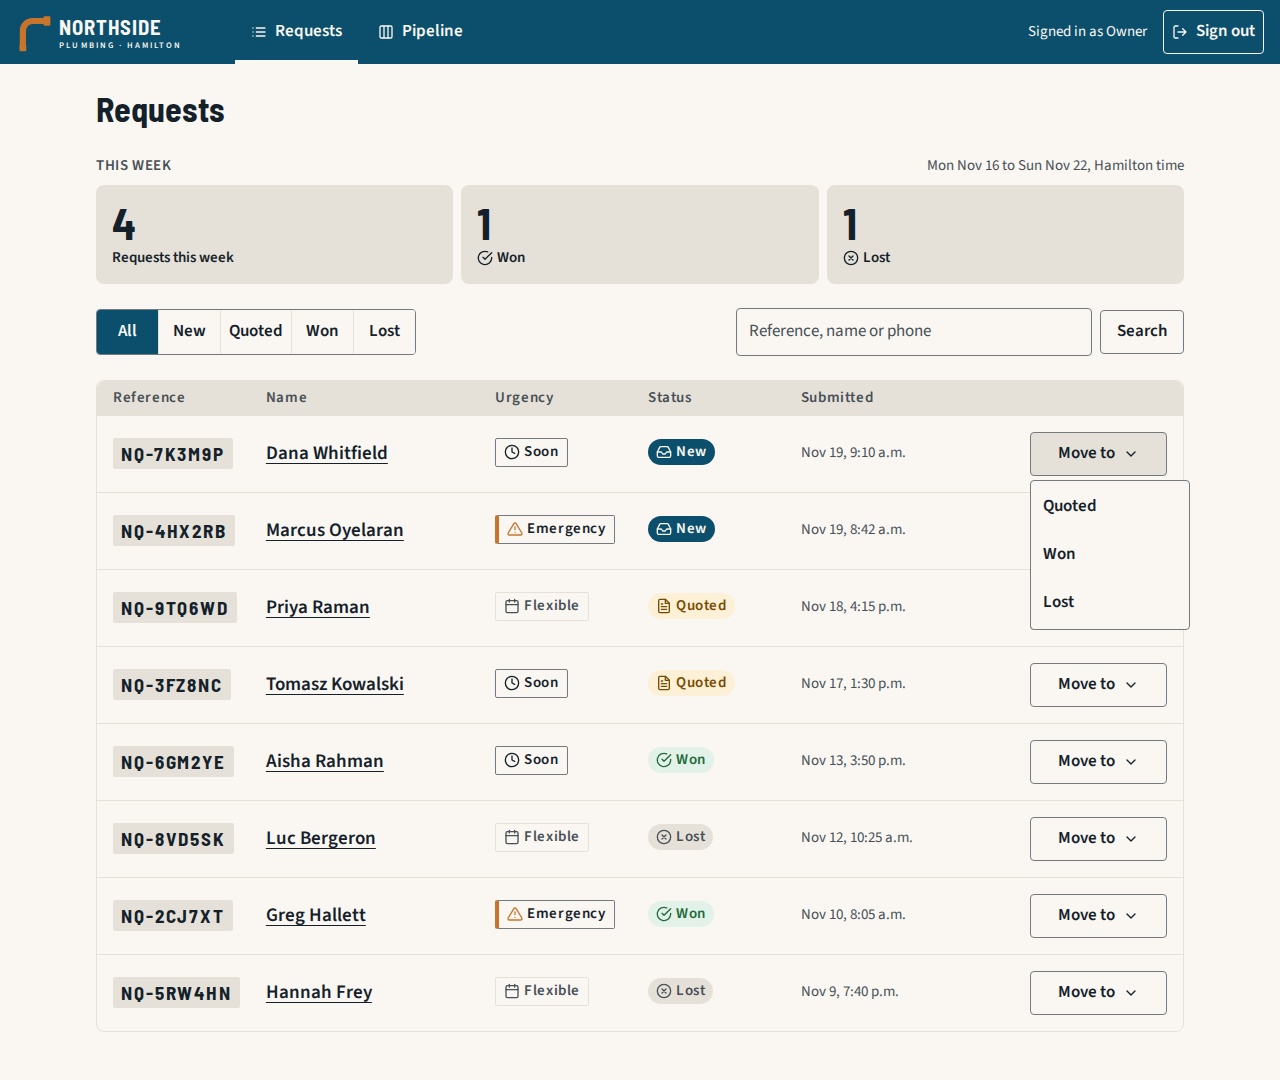 NORTHSIDE
PLUMBING · HAMILTON
Requests
Pipeline
Signed in as Owner
Sign out
Requests
THIS WEEK
Mon Nov 16 to Sun Nov 22, Hamilton time
4
Requests this week
1
Won
1
Lost
All
New
Quoted
Won
Lost
Reference, name or phone
Search
Reference Name Urgency Status Submitted
NQ-7K3M9P Dana Whitfield Soon New Nov 19, 9:10 a.m. Move to
Quoted
Won
Lost
NQ-4HX2RB Marcus Oyelaran Emergency New Nov 19, 8:42 a.m.
NQ-9TQ6WD Priya Raman Flexible Quoted Nov 18, 4:15 p.m.
NQ-3FZ8NC Tomasz Kowalski Soon Quoted Nov 17, 1:30 p.m. Move to
NQ-6GM2YE Aisha Rahman Soon Won Nov 13, 3:50 p.m. Move to
NQ-8VD5SK Luc Bergeron Flexible Lost Nov 12, 10:25 a.m. Move to
NQ-2CJ7XT Greg Hallett Emergency Won Nov 10, 8:05 a.m. Move to
NQ-5RW4HN Hannah Frey Flexible Lost Nov 9, 7:40 p.m. Move to